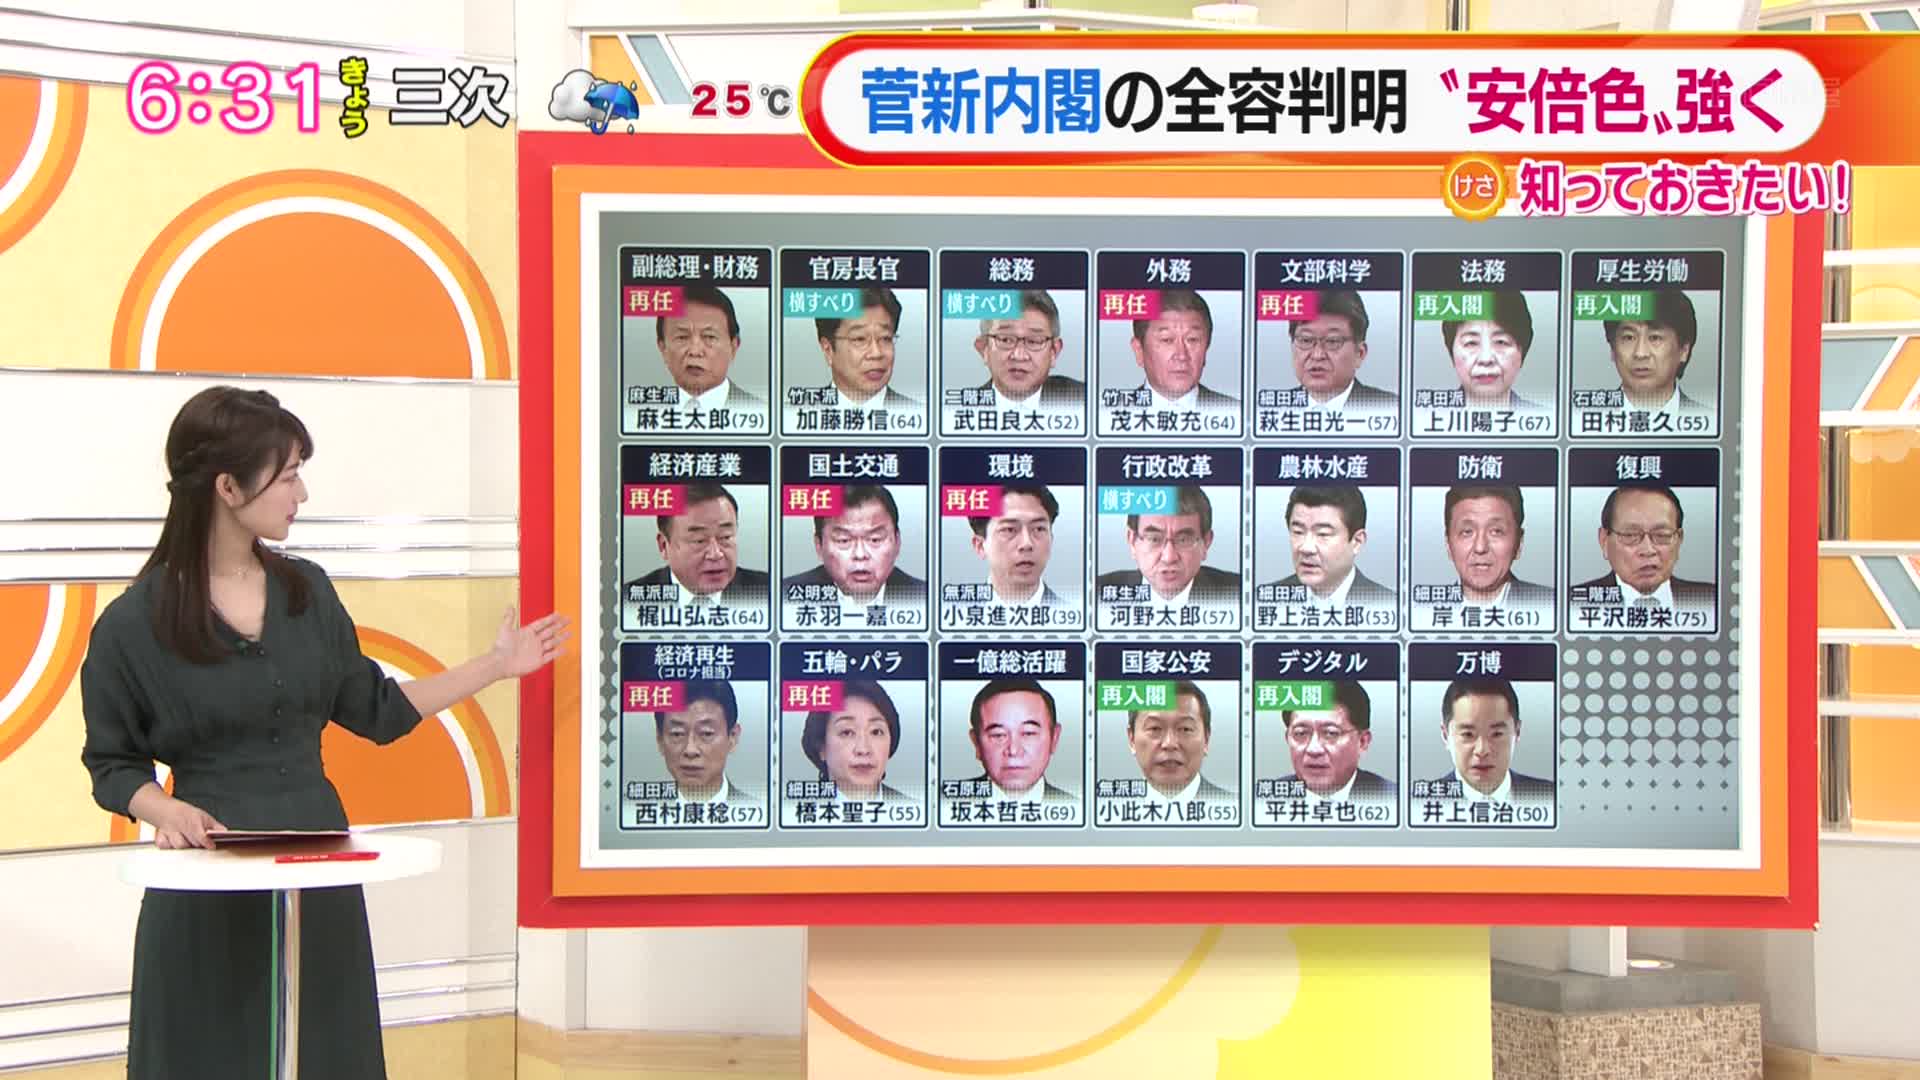 6:31
きょう
三次
25℃
菅新内閣の全容判明〝安倍色〟強く
けさ 知っておきたい!
副総理・財務
再任
麻生派
麻生太郎(79)
官房長官
横すべり
竹下派
加藤勝信(64)
総務
横すべり
二階派
武田良太(52)
外務
再任
竹下派
茂木敏充(64)
文部科学
再任
細田派
萩生田光一(57)
法務
再入閣
岸田派
上川陽子(67)
厚生労働
再入閣
石破派
田村憲久(55)
経済産業
再任
無派閥
梶山弘志(64)
国土交通
再任
公明党
赤羽一嘉(62)
環境
再任
無派閥
小泉進次郎(39)
行政改革
横すべり
麻生派
河野太郎(57)
農林水産
細田派
野上浩太郎(53)
防衛
細田派
岸 信夫(61)
復興
二階派
平沢勝栄(75)
経済再生
(コロナ担当)
再任
細田派
西村康稔(57)
五輪・パラ
再任
細田派
橋本聖子(55)
一億総活躍
石原派
坂本哲志(69)
国家公安
再入閣
無派閥
小此木八郎(55)
デジタル
再入閣
岸田派
平井卓也(62)
万博
麻生派
井上信治(50)